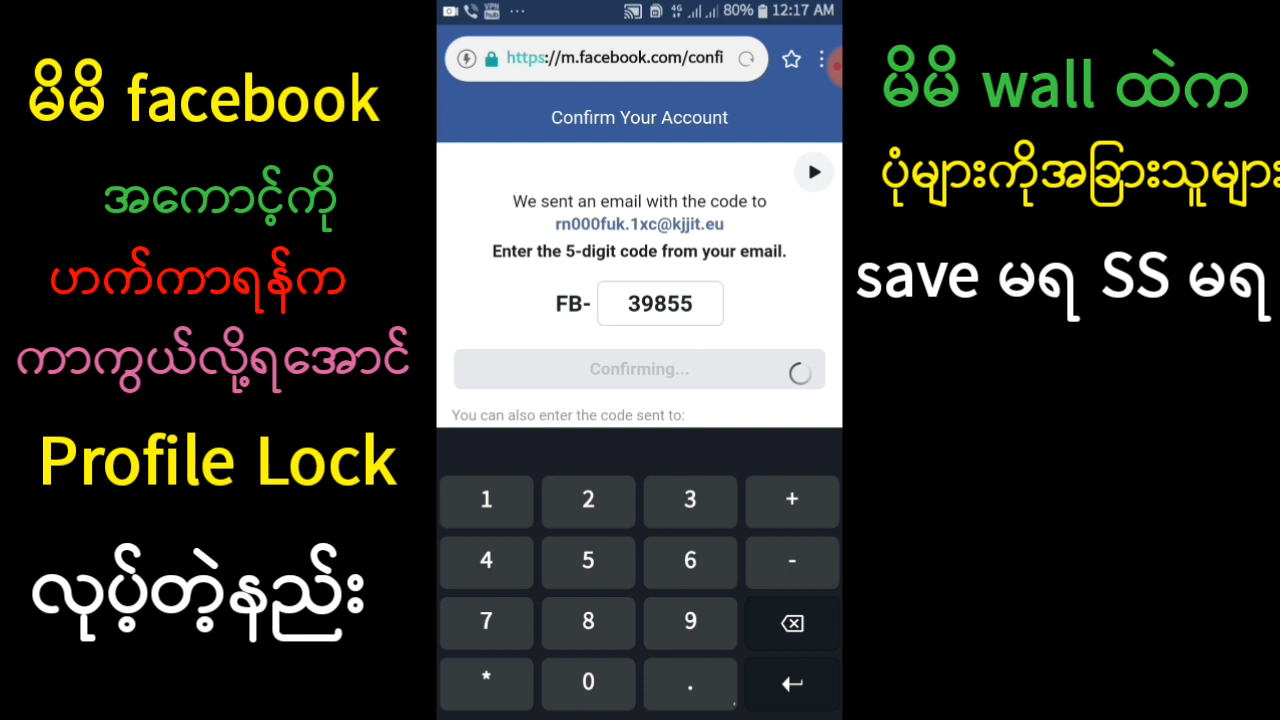 မိမိ facebook
အကောင့်ကို
ဟက်ကာရန်က
ကာကွယ်လို့ရအောင်
Profile Lock
လုပ့်တဲ့နည်း
VPN hub ... 4G 80% 12:17 AM
https://m.facebook.com/confi
Confirm Your Account
We sent an email with the code to
rn000fuk.1xc@kjjit.eu
Enter the 5-digit code from your email.
FB- 39855
Confirming...
You can also enter the code sent to:
1 2 3 +
4 5 6 -
7 8 9
* 0 .
မိမိ wall ထဲက
ပုံများကိုအခြားသူများ
save မရ SS မရ